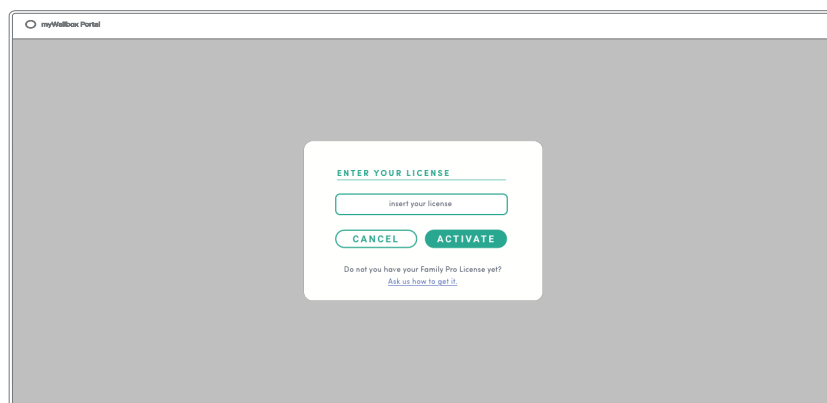 myWallbox Portal
ENTER YOUR LICENSE
insert your license
CANCEL ACTIVATE
Do not you have your Family Pro License yet?
Ask us how to get it.